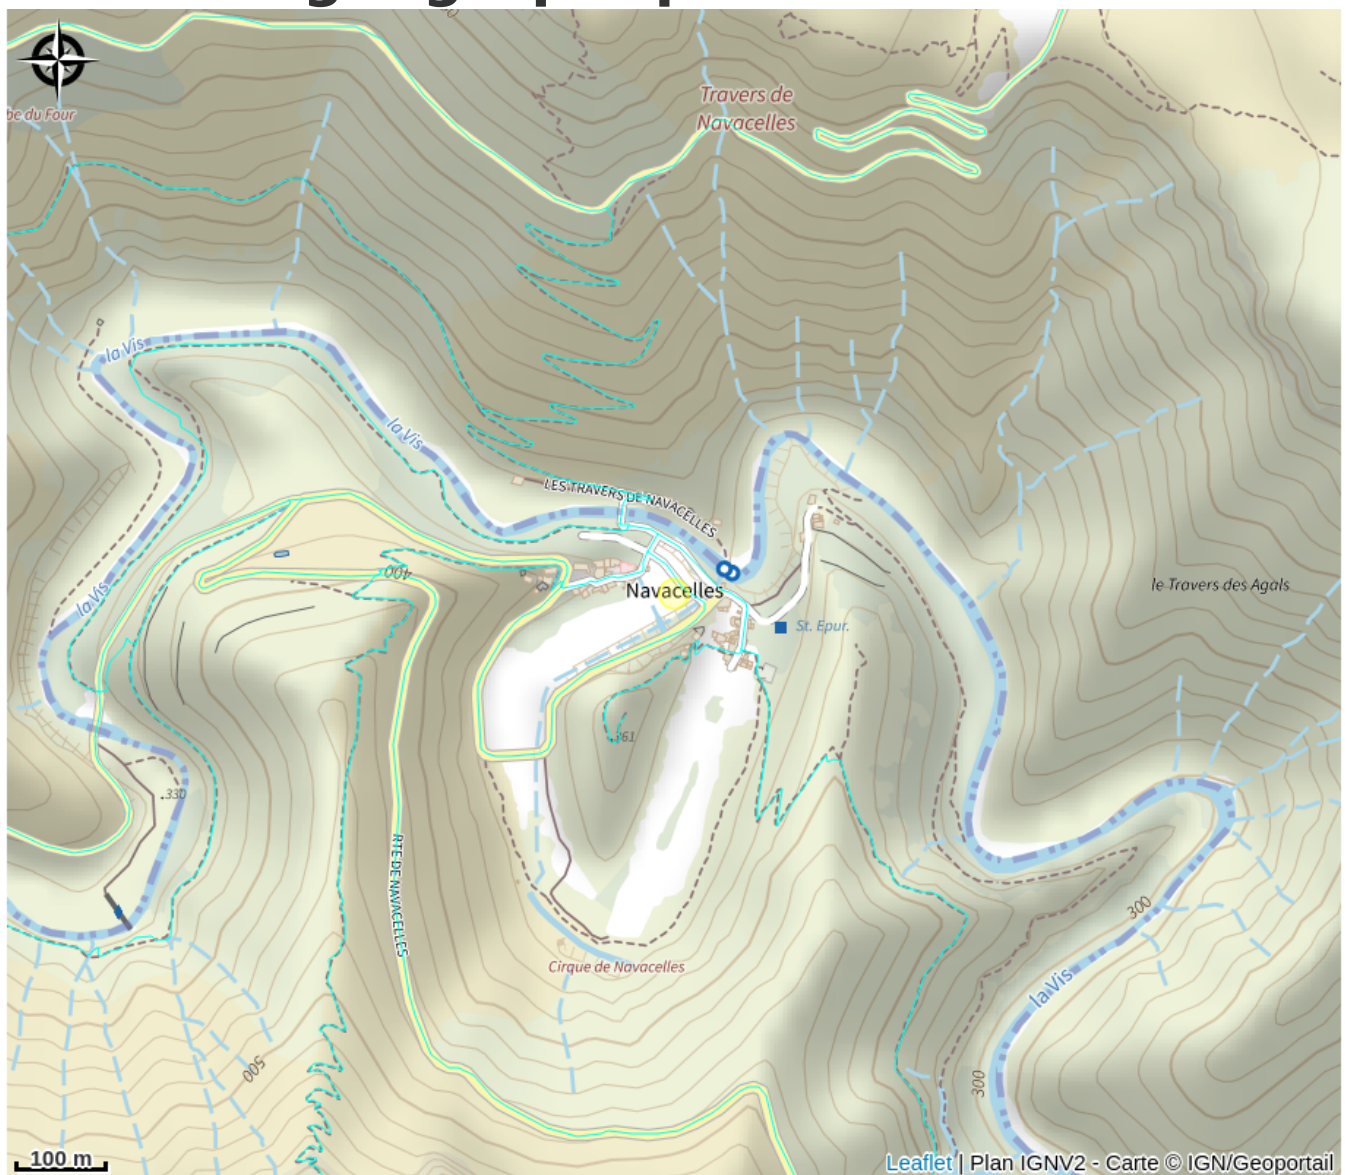 Travers de
Navacelles
be du Four
la Vis
la Vis
LES TRAVERS DE NAVACELLES
400
Navacelles
le Travers des Agals
la Vis
St. Epur.
361
.330
RTE DE NAVACELLES
300
Cirque de Navacelles
la Vis
500
300
100 m
Leaflet | Plan IGNV2 - Carte © IGN/Geoportail